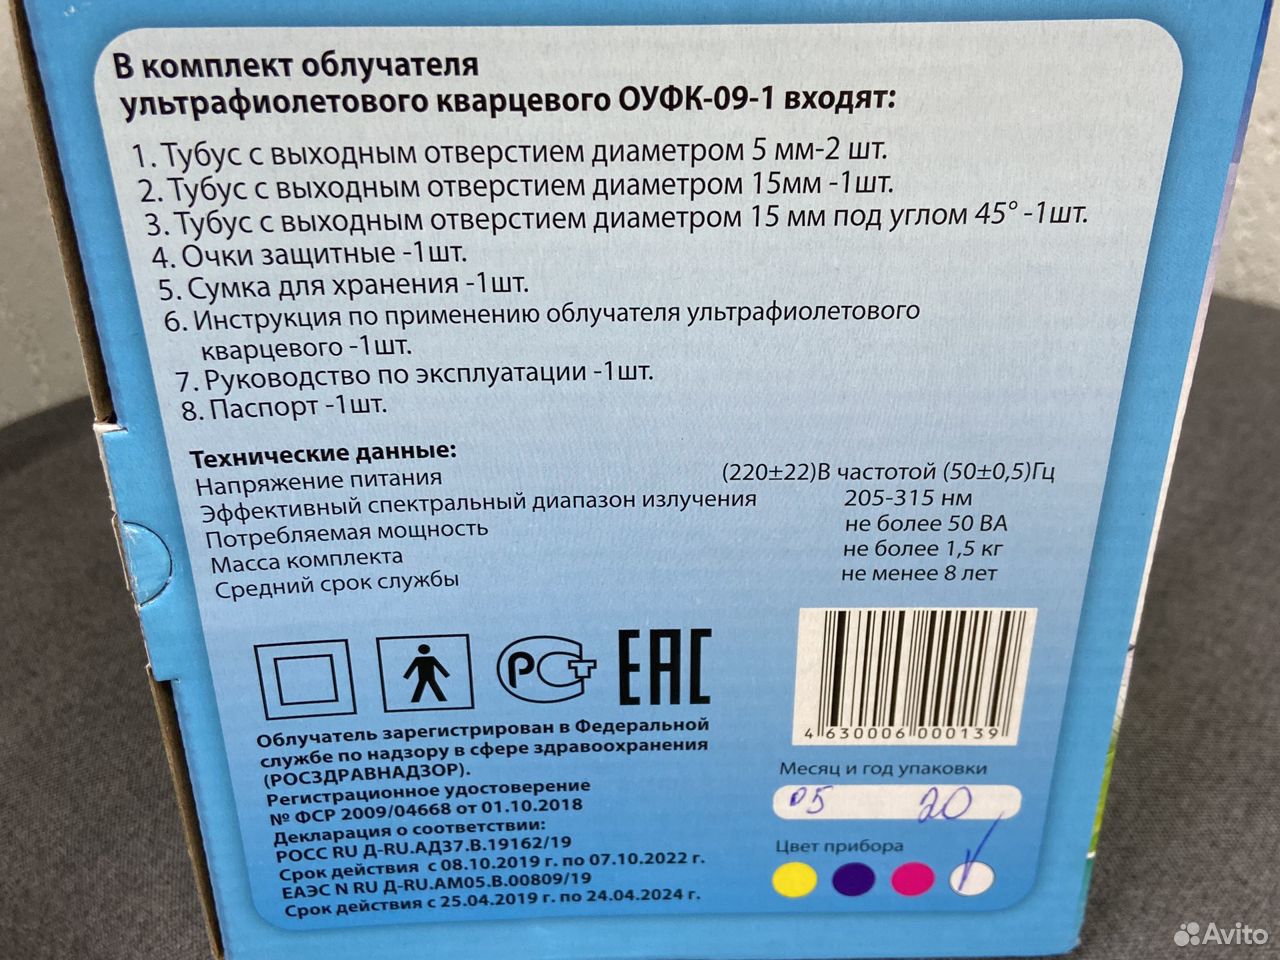 В комплект облучателя
ультрафиолетового кварцевого ОУФК-09-1 входят:
1. Тубус с выходным отверстием диаметром 5 мм-2 шт.
2. Тубус с выходным отверстием диаметром 15мм -1шт.
3. Тубус с выходным отверстием диаметром 15 мм под углом 45° -1шт.
4. Очки защитные -1шт.
5. Сумка для хранения -1шт.
6. Инструкция по применению облучателя ультрафиолетового
кварцевого -1шт.
7. Руководство по эксплуатации -1шт.
8. Паспорт -1шт.
Технические данные:
Напряжение питания (220±22)В частотой (50±0,5)Гц
Эффективный спектральный диапазон излучения 205-315 нм
Потребляемая мощность не более 50 ВА
Масса комплекта не более 1,5 кг
Средний срок службы не менее 8 лет
РСТ EAC
Облучатель зарегистрирован в Федеральной
службе по надзору в сфере здравоохранения
(РОСЗДРАВНАДЗОР).
Регистрационное удостоверение
№ ФСР 2009/04668 от 01.10.2018
Декларация о соответствии:
РОСС RU Д-RU.АД37.В.19162/19
Срок действия с 08.10.2019 г. по 07.10.2022 г.
ЕАЭС N RU Д-RU.АМ05.В.00809/19
Срок действия с 25.04.2019 г. по 24.04.2024 г.
4 630006 000139
Месяц и год упаковки
05 20
Цвет прибора
Avito